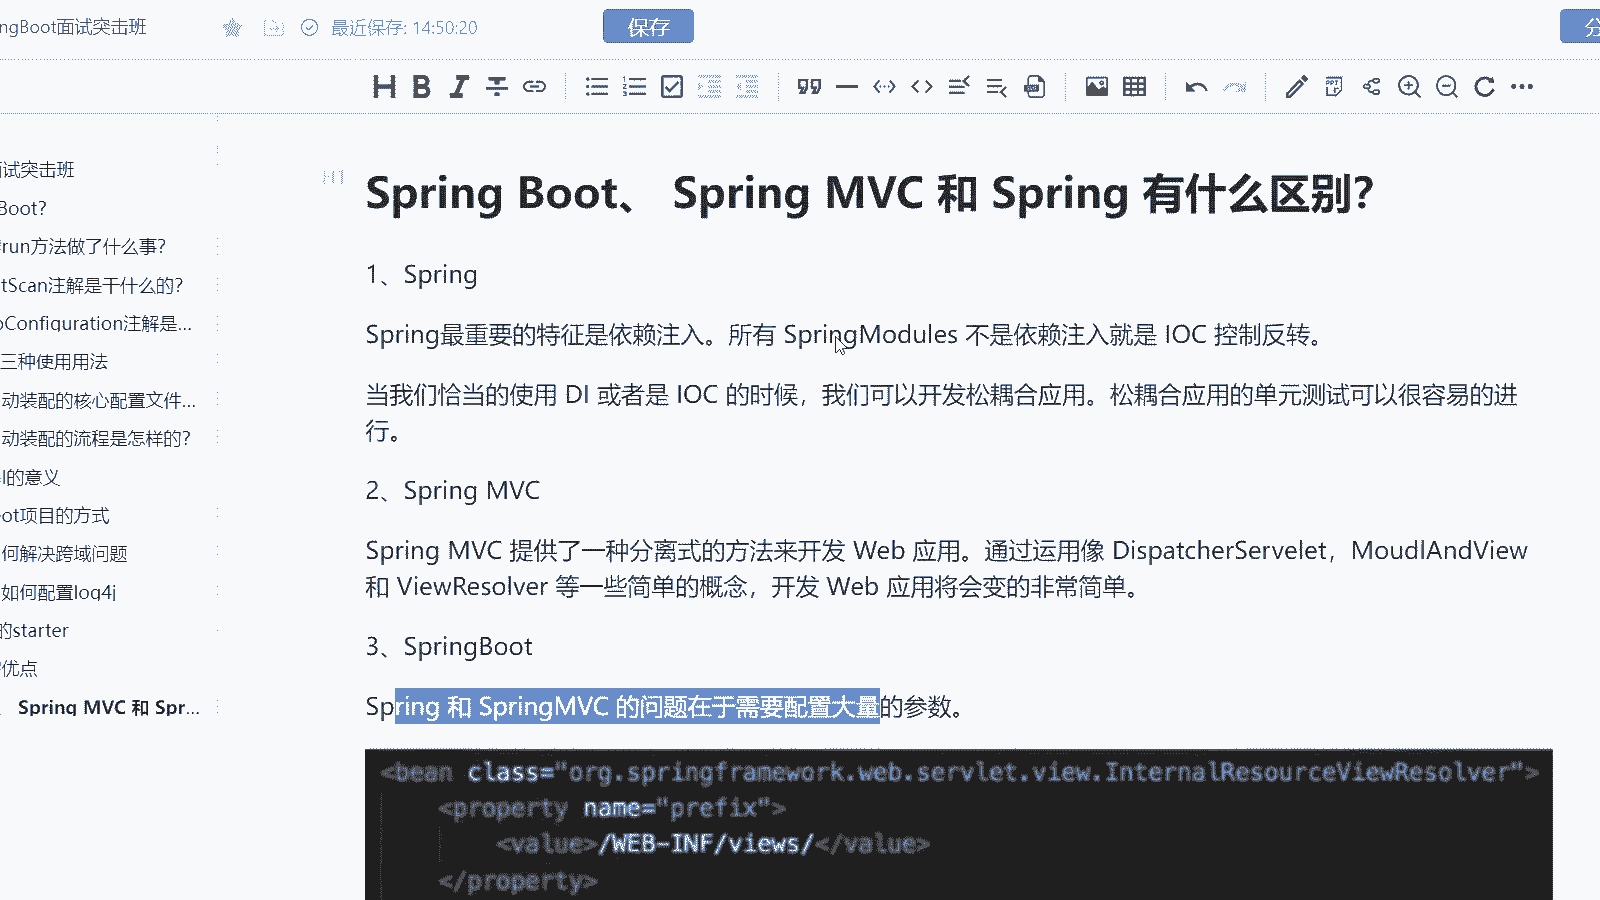 ngBoot面试突击班
最近保存: 14:50:20
保存
分
H B I
面试突击班
Boot?
run方法做了什么事?
tScan注解是干什么的?
oConfiguration注解是...
三种使用用法
动装配的核心配置文件...
动装配的流程是怎样的?
l的意义
ot项目的方式
何解决跨域问题
如何配置log4j
的starter
优点
Spring MVC 和 Spr...
H1
Spring Boot、 Spring MVC 和 Spring 有什么区别?
1、Spring
Spring最重要的特征是依赖注入。所有 SpringModules 不是依赖注入就是 IOC 控制反转。
当我们恰当的使用 DI 或者是 IOC 的时候，我们可以开发松耦合应用。松耦合应用的单元测试可以很容易的进
行。
2、Spring MVC
Spring MVC 提供了一种分离式的方法来开发 Web 应用。通过运用像 DispatcherServelet，MoudlAndView
和 ViewResolver 等一些简单的概念，开发 Web 应用将会变的非常简单。
3、SpringBoot
Spring 和 SpringMVC 的问题在于需要配置大量的参数。
<bean class="org.springframework.web.servlet.view.InternalResourceViewResolver">
<property name="prefix">
<value>/WEB-INF/views/</value>
</property>